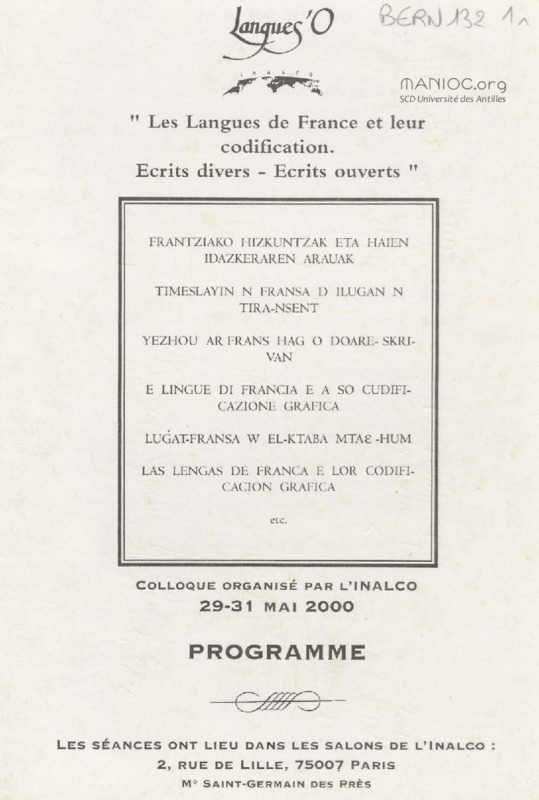 Langues'O
BERN 132 1
INALCO
MANIOC.org
SCD Université des Antilles
" Les Langues de France et leur
codification.
Ecrits divers - Ecrits ouverts "
FRANTZIAKO HIZKUNTZAK ETA HAIEN
IDAZKERAREN ARAUAK
TIMESLAYIN N FRANSA D ILUGAN N
TIRA-NSENT
YEZHOU AR FRANS HAG O DOARE- SKRI-
VAN
E LINGUE DI FRANCIA E A SO CUDIFI-
CAZIONE GRAFICA
LUĠAT-FRANSA W EL-KTABA MTAƐ -HUM
LAS LENGAS DE FRANCA E LOR CODIFI-
CACION GRAFICA
etc.
COLLOQUE ORGANISÉ PAR L'INALCO
29-31 MAI 2000
PROGRAMME
LES SÉANCES ONT LIEU DANS LES SALONS DE L'INALCO :
2, RUE DE LILLE, 75007 PARIS
M° SAINT-GERMAIN DES PRÈS